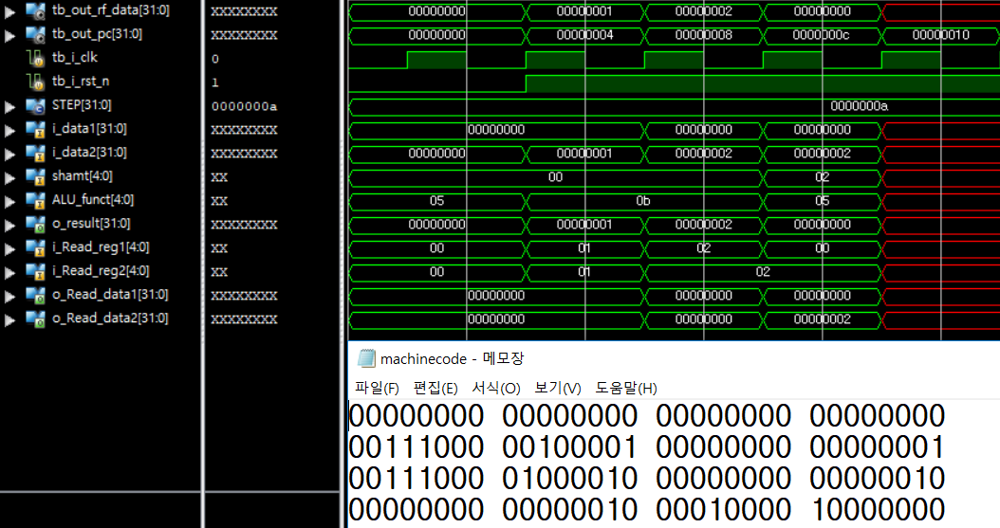 tb_out_rf_data[31:0] XXXXXXXX 00000000 00000001 00000002 00000000
tb_out_pc[31:0] XXXXXXXX 00000000 00000004 00000008 0000000c 00000010
tb_i_clk 0
tb_i_rst_n 1
STEP[31:0] 0000000a 0000000a
i_data1[31:0] XXXXXXXX 00000000 00000000 00000000
i_data2[31:0] XXXXXXXX 00000000 00000001 00000002 00000002
shamt[4:0] XX 00 02
ALU_funct[4:0] XX 05 0b 05
o_result[31:0] XXXXXXXX 00000000 00000001 00000002 00000000
i_Read_reg1[4:0] XX 00 01 02 00
i_Read_reg2[4:0] XX 00 01 02
o_Read_data1[31:0] XXXXXXXX 00000000 00000000 00000000
o_Read_data2[31:0] XXXXXXXX 00000000 00000000 00000002
machinecode - 메모장
파일(F) 편집(E) 서식(O) 보기(V) 도움말(H)
00000000 00000000 00000000 00000000
00111000 00100001 00000000 00000001
00111000 01000010 00000000 00000010
00000000 00000010 00010000 10000000